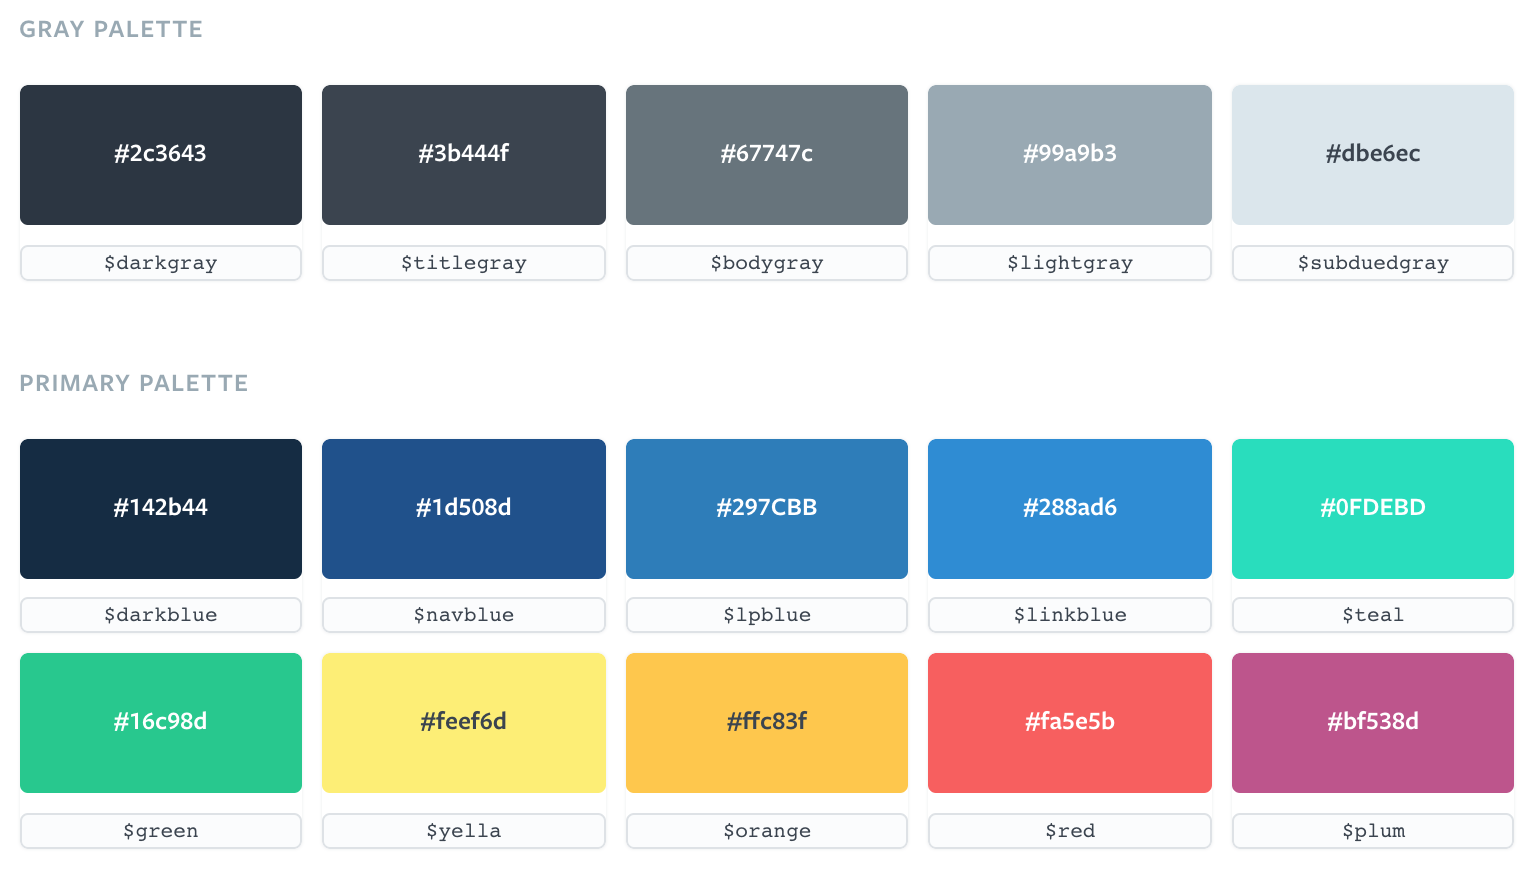 GRAY PALETTE
#2c3643 #3b444f #67747c #99a9b3 #dbe6ec
$darkgray $titlegray $bodygray $lightgray $subduedgray
PRIMARY PALETTE
#142b44 #1d508d #297CBB #288ad6 #0FDEBD
$darkblue $navblue $lpblue $linkblue $teal
#16c98d #feef6d #ffc83f #fa5e5b #bf538d
$green $yella $orange $red $plum